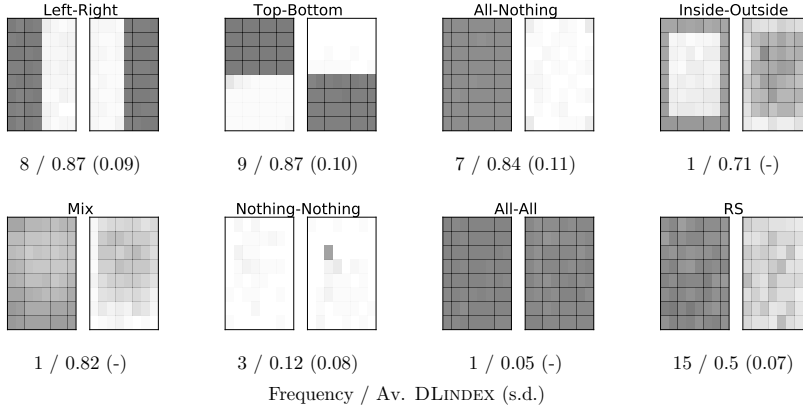 Left-Right Top-Bottom All-Nothing Inside-Outside
8 / 0.87 (0.09) 9 / 0.87 (0.10) 7 / 0.84 (0.11) 1 / 0.71 (-)
Mix Nothing-Nothing All-All RS
1 / 0.82 (-) 3 / 0.12 (0.08) 1 / 0.05 (-) 15 / 0.5 (0.07)
Frequency / Av. DLINDEX (s.d.)